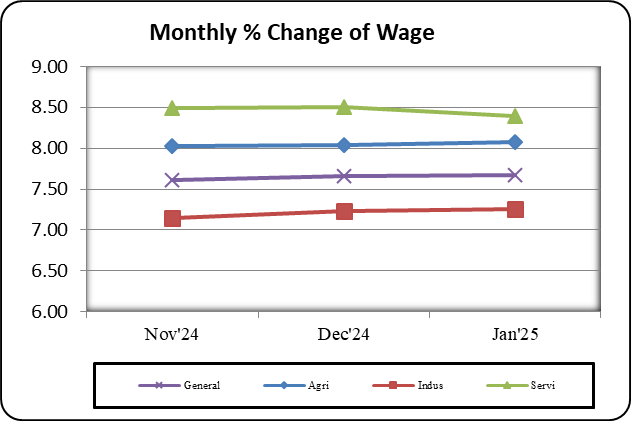 Monthly % Change of Wage
9.00
8.50
8.00
7.50
7.00
6.50
6.00
Nov'24 Dec'24 Jan'25
General Agri Indus Servi